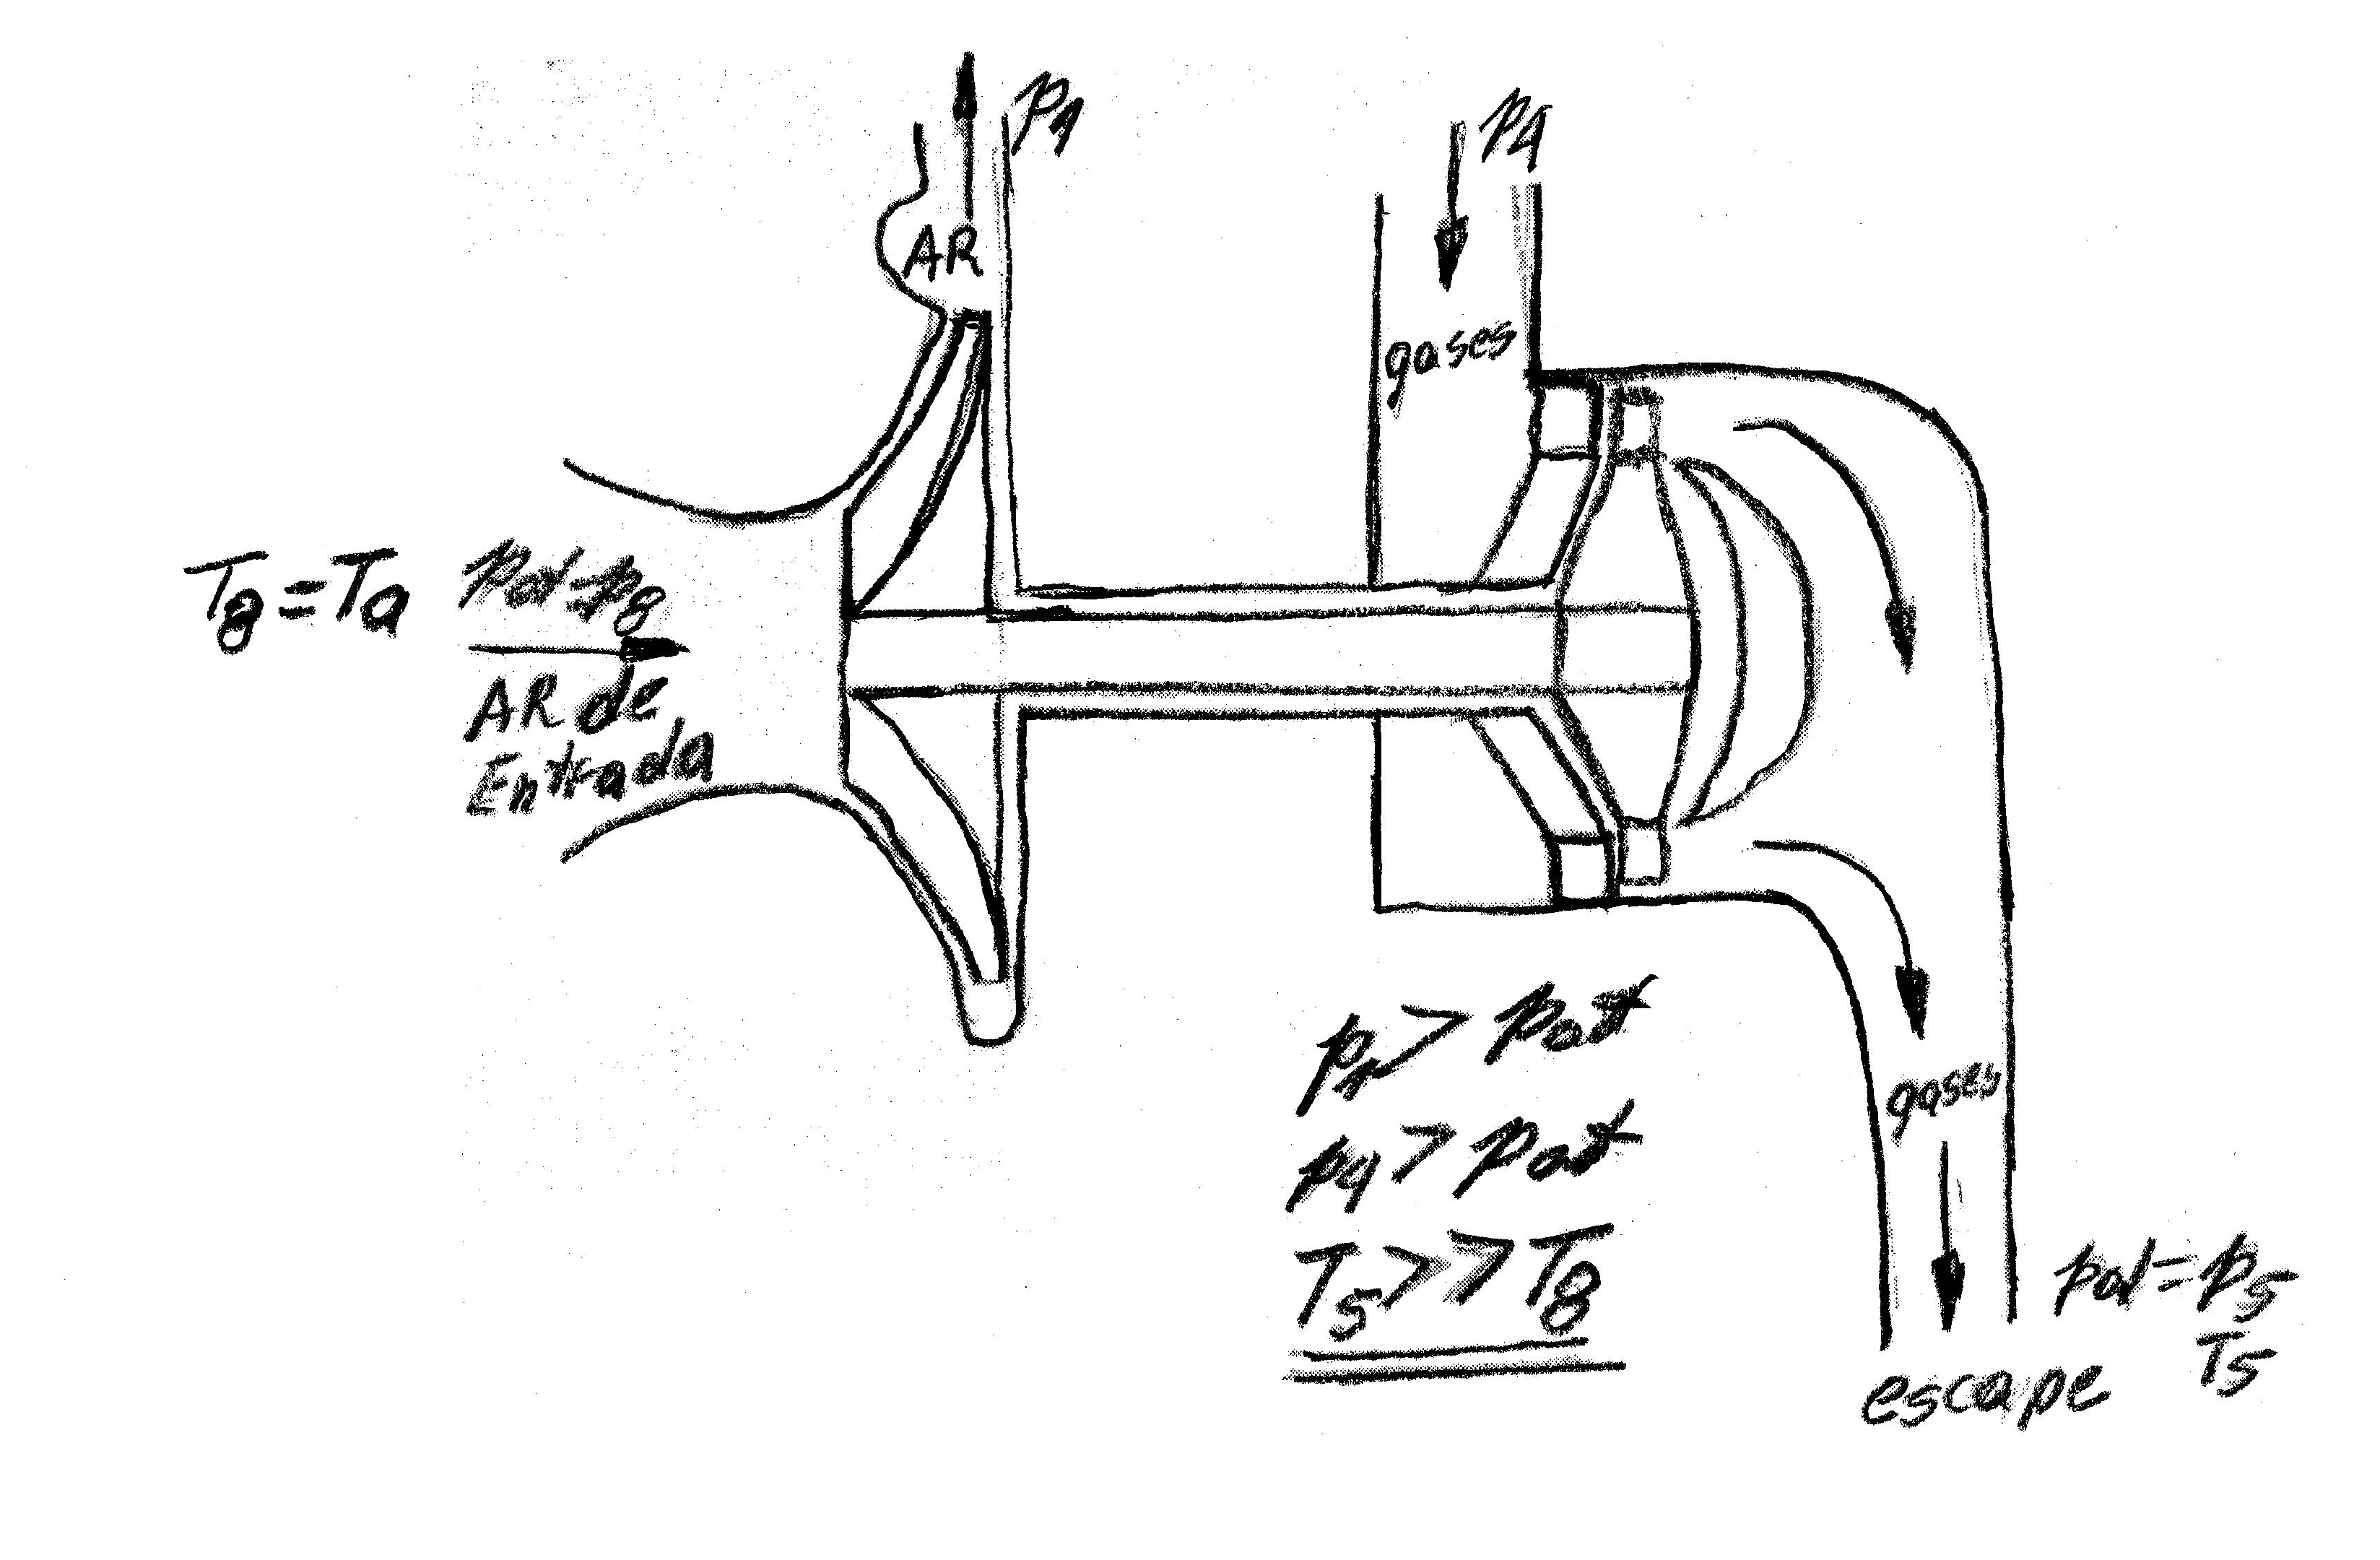 p1
p4
AR
gases
T8=Ta
pat=p8
AR de
Entrada
p1 > pat
p4 > pat
T5>>T8
gases
pat=p5
T5
escape